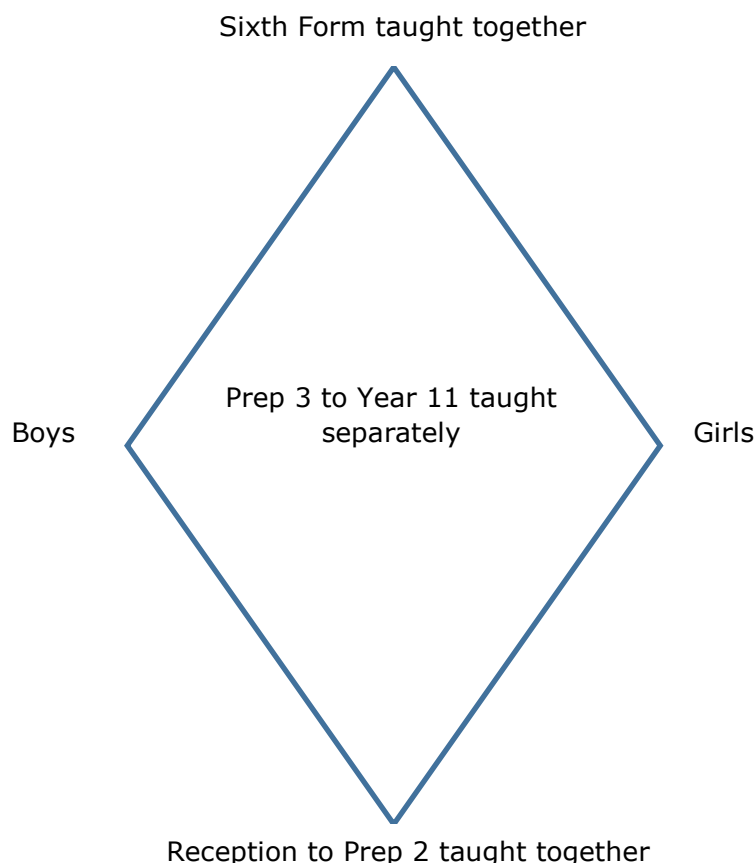 Sixth Form taught together
Prep 3 to Year 11 taught
separately
Boys
Girls
Reception to Prep 2 taught together